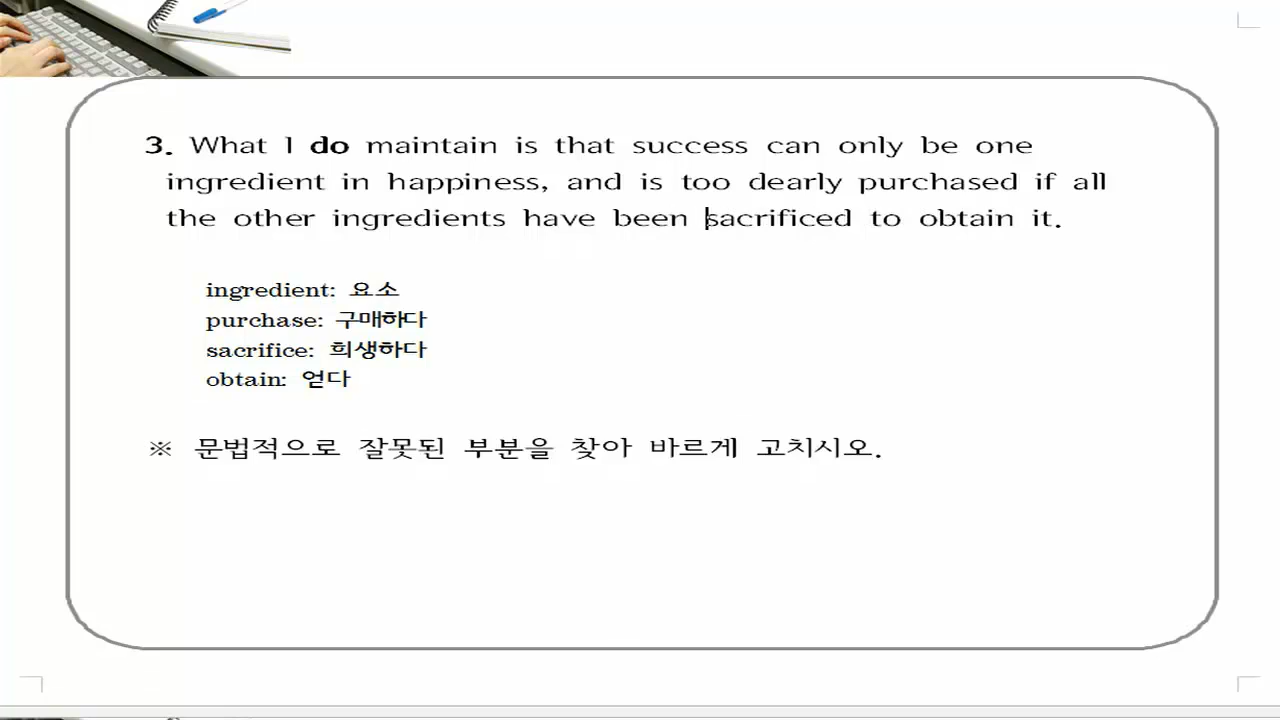 3. What I do maintain is that success can only be one
ingredient in happiness, and is too dearly purchased if all
the other ingredients have been sacrificed to obtain it.
ingredient: 요소
purchase: 구매하다
sacrifice: 희생하다
obtain: 얻다
※ 문법적으로 잘못된 부분을 찾아 바르게 고치시오.